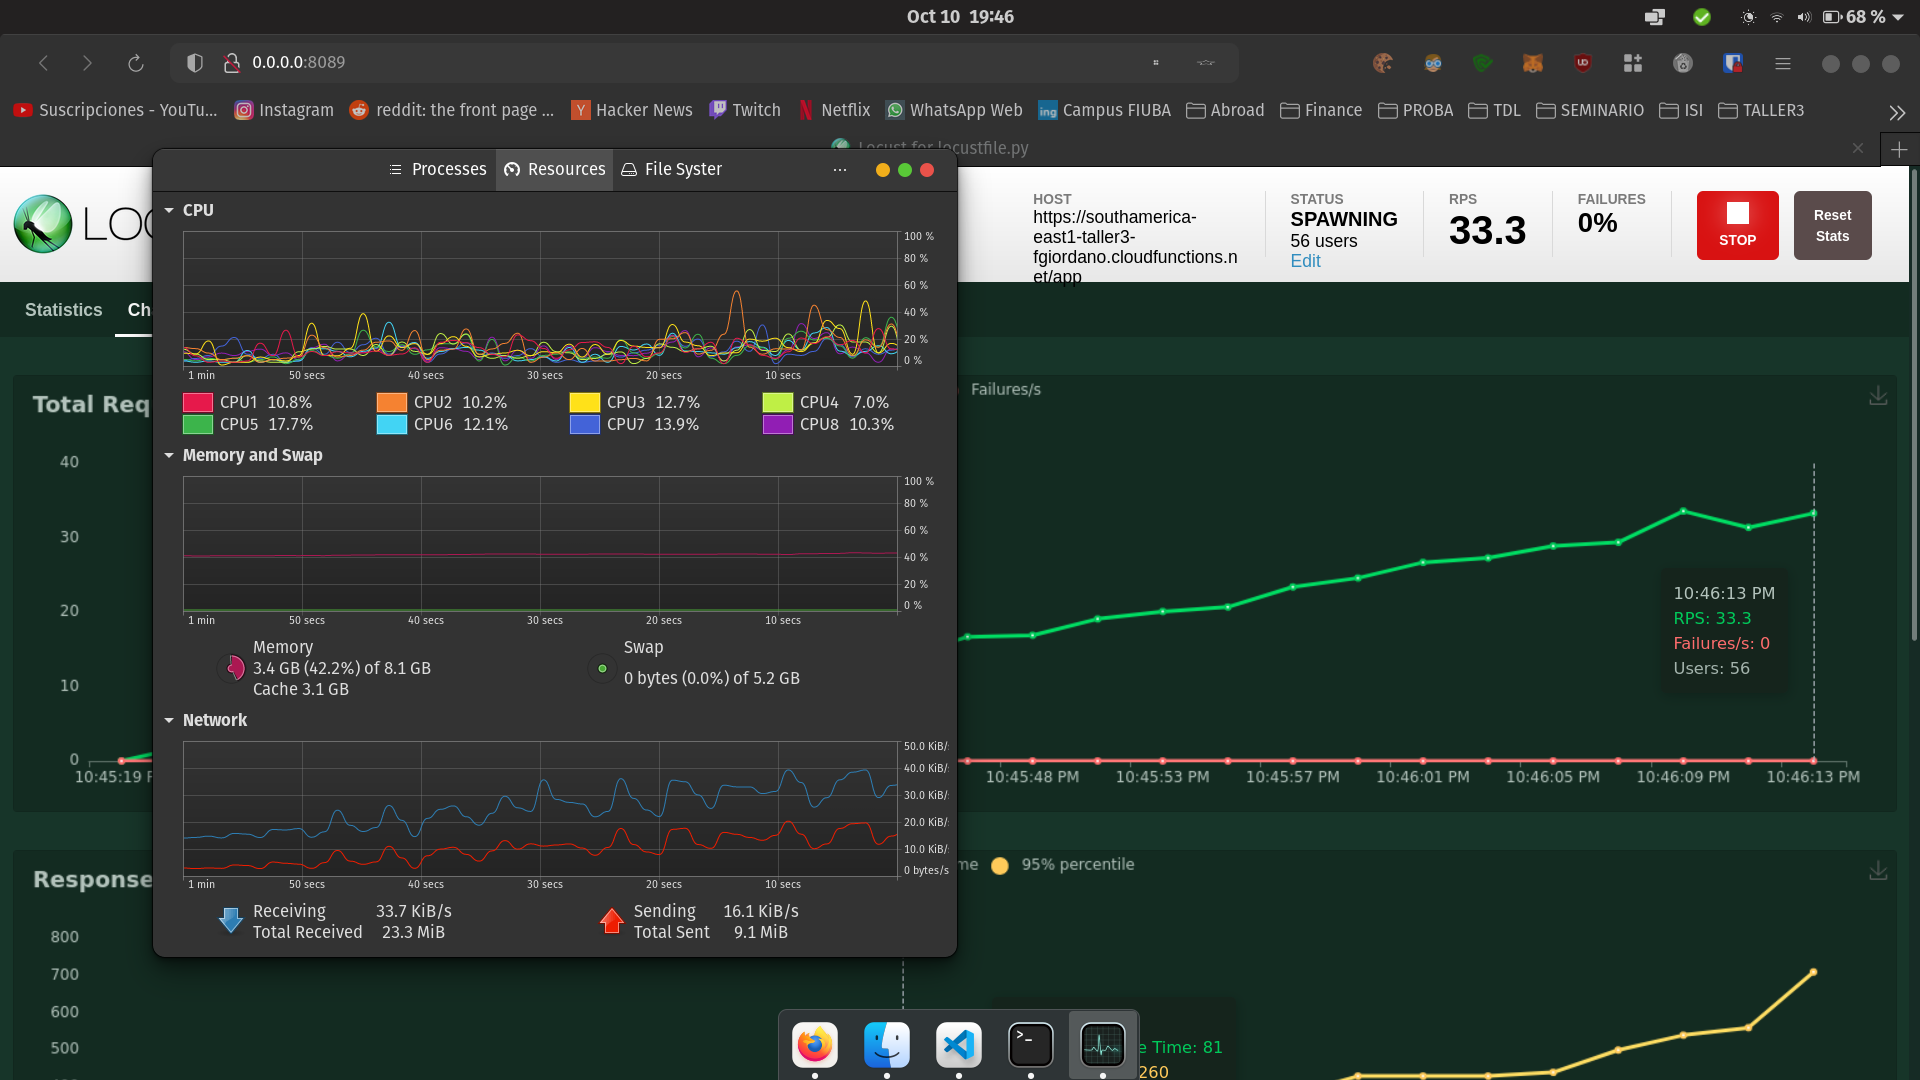 Oct 10 19:46
68 %
0.0.0.0:8089
Suscripciones - YouTu...
Instagram
reddit: the front page ...
Hacker News
Twitch
Netflix
WhatsApp Web
Campus FIUBA
Abroad
Finance
PROBA
TDL
SEMINARIO
ISI
TALLER3
Locust for locustfile.py
Processes
Resources
File Syster
LOC
HOST
https://southamerica-
east1-taller3-
fgiordano.cloudfunctions.n
et/app
STATUS
SPAWNING
56 users
Edit
RPS
33.3
FAILURES
0%
STOP
Reset
Stats
Statistics
Ch
CPU
100 %
80 %
60 %
40 %
20 %
0 %
1 min
50 secs
40 secs
30 secs
20 secs
10 secs
CPU1 10.8%
CPU2 10.2%
CPU3 12.7%
CPU4 7.0%
CPU5 17.7%
CPU6 12.1%
CPU7 13.9%
CPU8 10.3%
Memory and Swap
100 %
80 %
60 %
40 %
20 %
0 %
1 min
50 secs
40 secs
30 secs
20 secs
10 secs
Memory
3.4 GB (42.2%) of 8.1 GB
Cache 3.1 GB
Swap
0 bytes (0.0%) of 5.2 GB
Network
50.0 KiB/
40.0 KiB/
30.0 KiB/
20.0 KiB/
10.0 KiB/
0 bytes/s
1 min
50 secs
40 secs
30 secs
20 secs
10 secs
Receiving 33.7 KiB/s
Total Received 23.3 MiB
Sending 16.1 KiB/s
Total Sent 9.1 MiB
Total Req
Failures/s
40
30
20
10
0
10:45:19 P
10:45:48 PM
10:45:53 PM
10:45:57 PM
10:46:01 PM
10:46:05 PM
10:46:09 PM
10:46:13 PM
10:46:13 PM
RPS: 33.3
Failures/s: 0
Users: 56
Response
me
95% percentile
800
700
600
500
e Time: 81
260